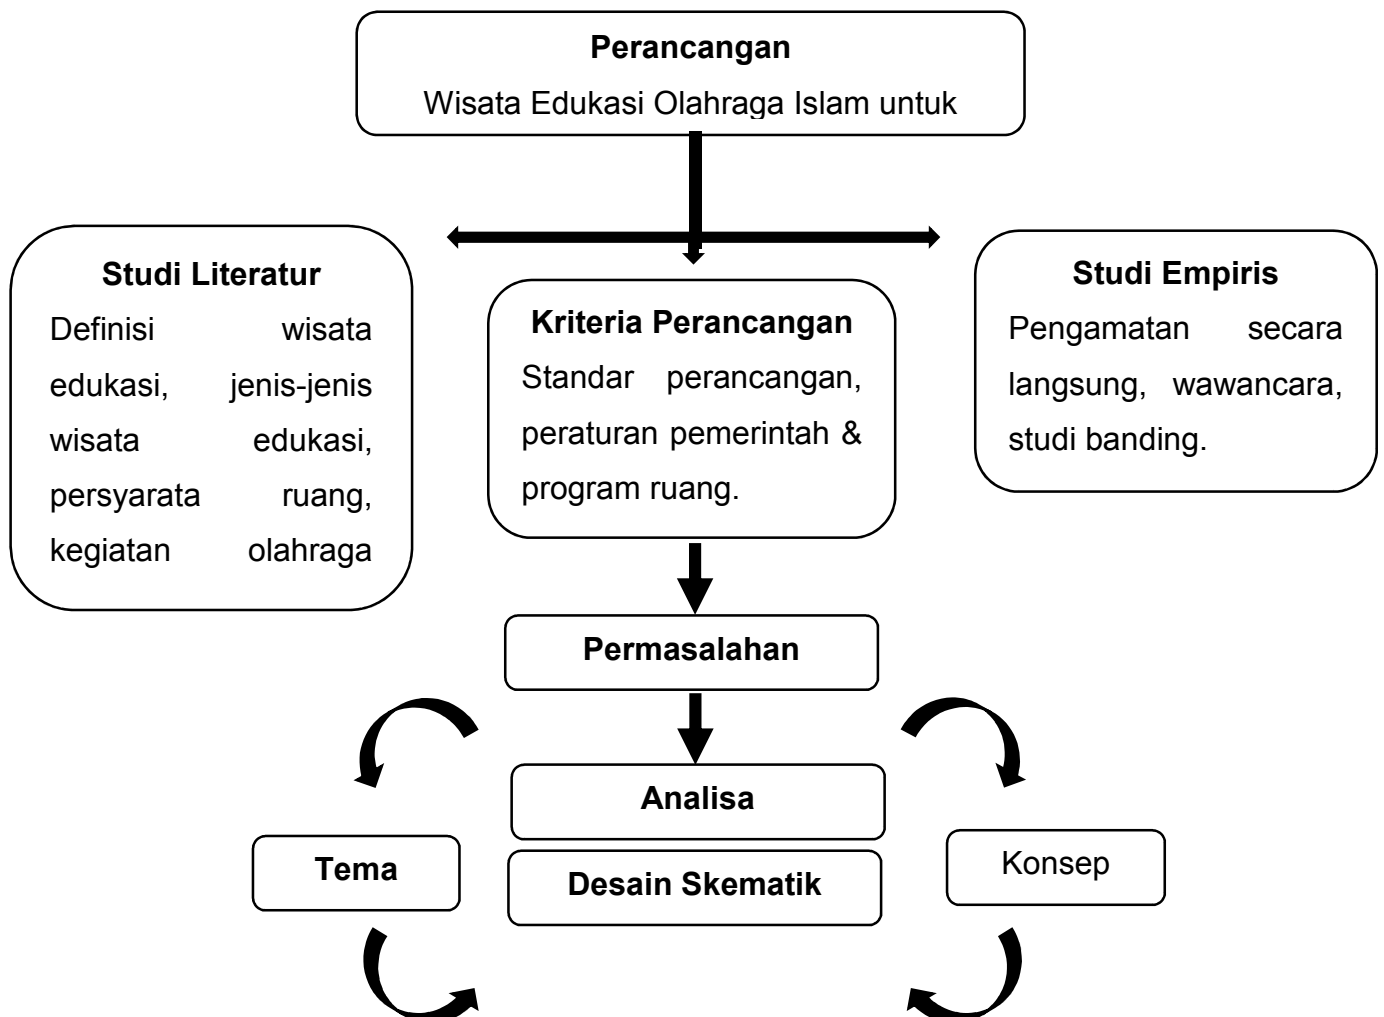 Perancangan
Wisata Edukasi Olahraga Islam untuk
Studi Literatur
Definisi wisata
edukasi, jenis-jenis
wisata edukasi,
persyarata ruang,
kegiatan olahraga
Kriteria Perancangan
Standar perancangan,
peraturan pemerintah &
program ruang.
Studi Empiris
Pengamatan secara
langsung, wawancara,
studi banding.
Permasalahan
Analisa
Tema
Desain Skematik
Konsep